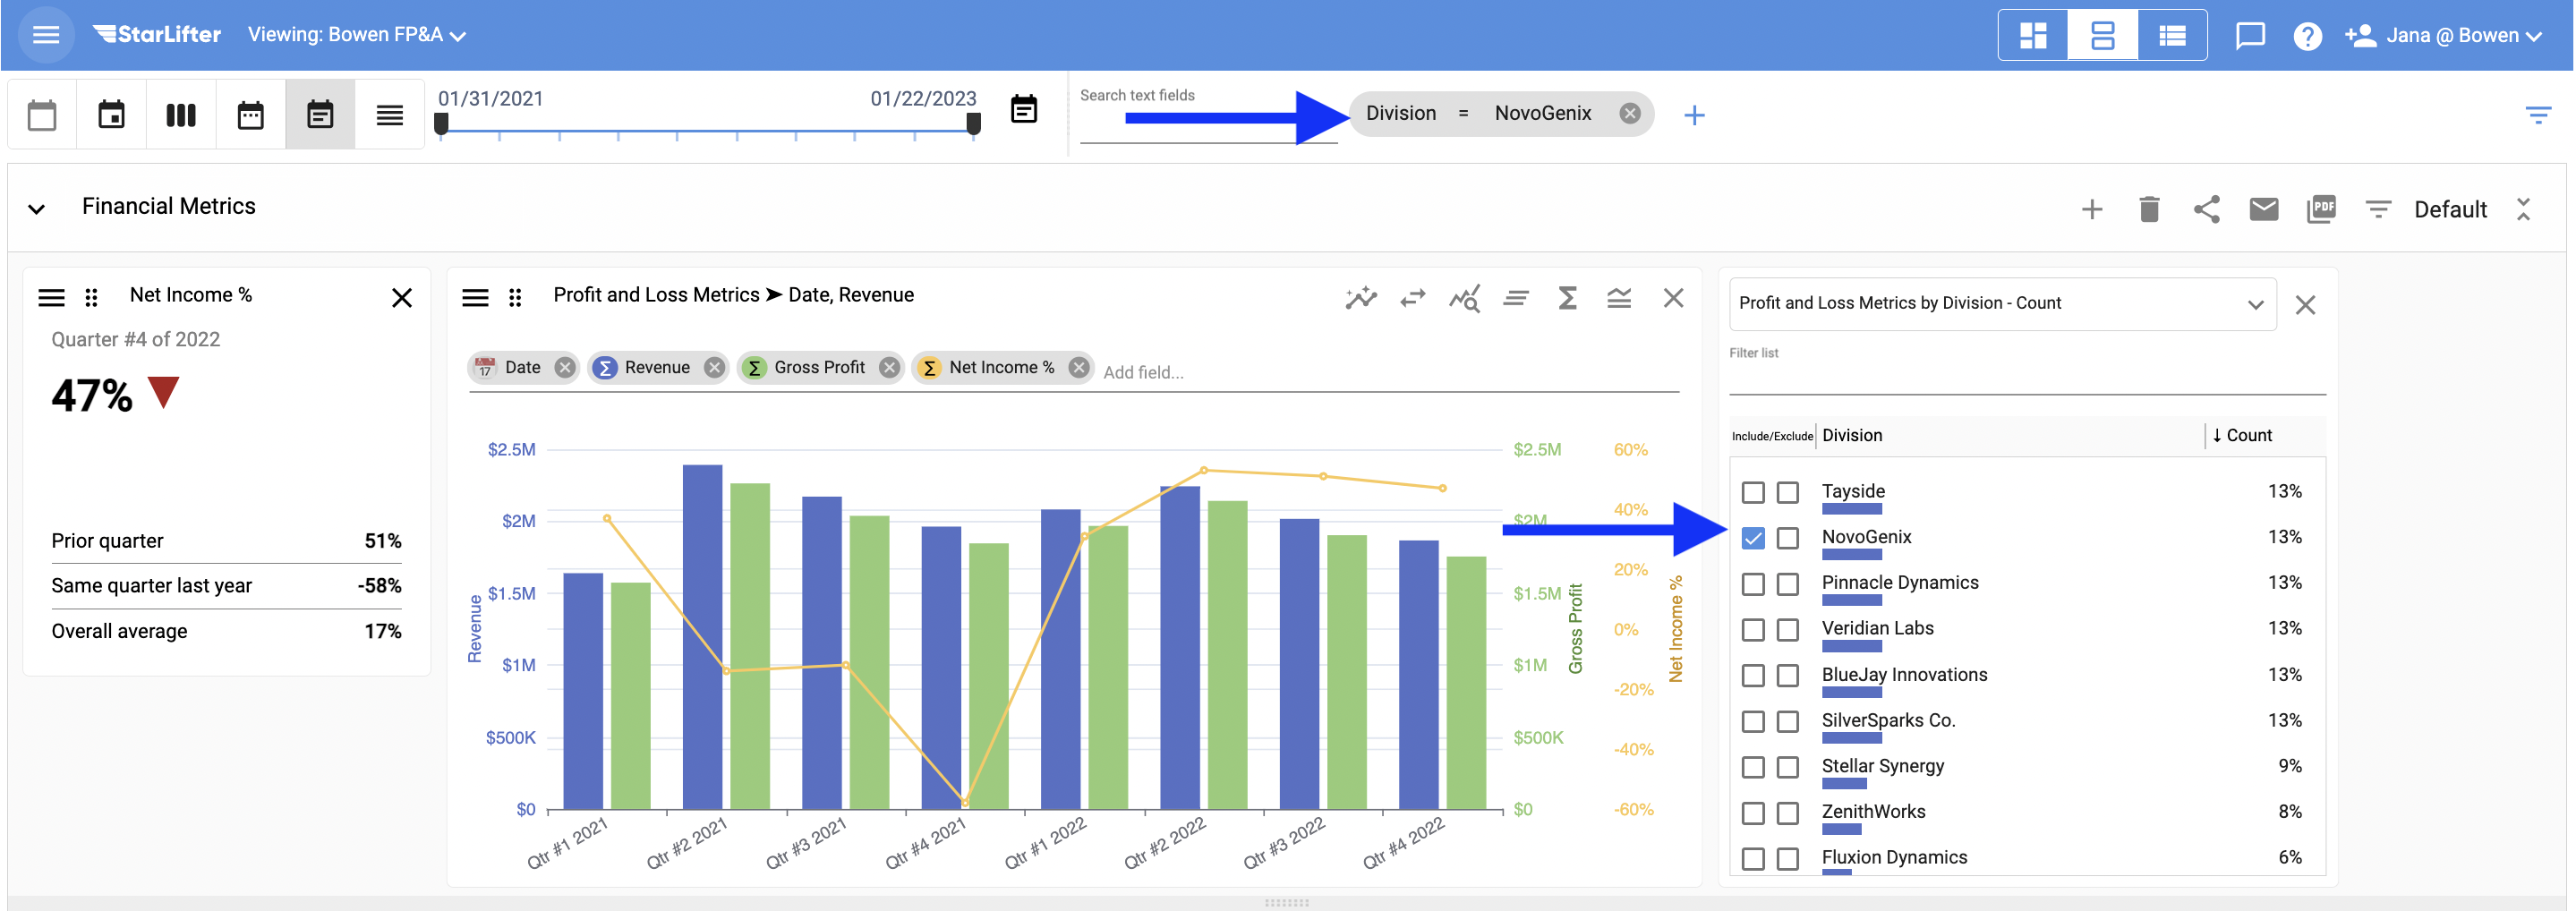 StarLifter Viewing: Bowen FP&A Jana @ Bowen
01/31/2021 01/22/2023
Search text fields
Division = NovoGenix
Financial Metrics
PDF Default
Net Income %
Quarter #4 of 2022
47%
Prior quarter 51%
Same quarter last year -58%
Overall average 17%
Profit and Loss Metrics ➤ Date, Revenue
17 Date Σ Revenue Σ Gross Profit Σ Net Income % Add field...
Revenue
$2.5M
$2M
$1.5M
$1M
$500K
$0
$2.5M
$2M
$1.5M
$1M
$500K
$0
Gross Profit
60%
40%
20%
0%
-20%
-40%
-60%
Net Income %
Qtr #1 2021
Qtr #2 2021
Qtr #3 2021
Qtr #4 2021
Qtr #1 2022
Qtr #2 2022
Qtr #3 2022
Qtr #4 2022
Profit and Loss Metrics by Division - Count
Filter list
Include/Exclude Division ↓ Count
Tayside 13%
NovoGenix 13%
Pinnacle Dynamics 13%
Veridian Labs 13%
BlueJay Innovations 13%
SilverSparks Co. 13%
Stellar Synergy 9%
ZenithWorks 8%
Fluxion Dynamics 6%